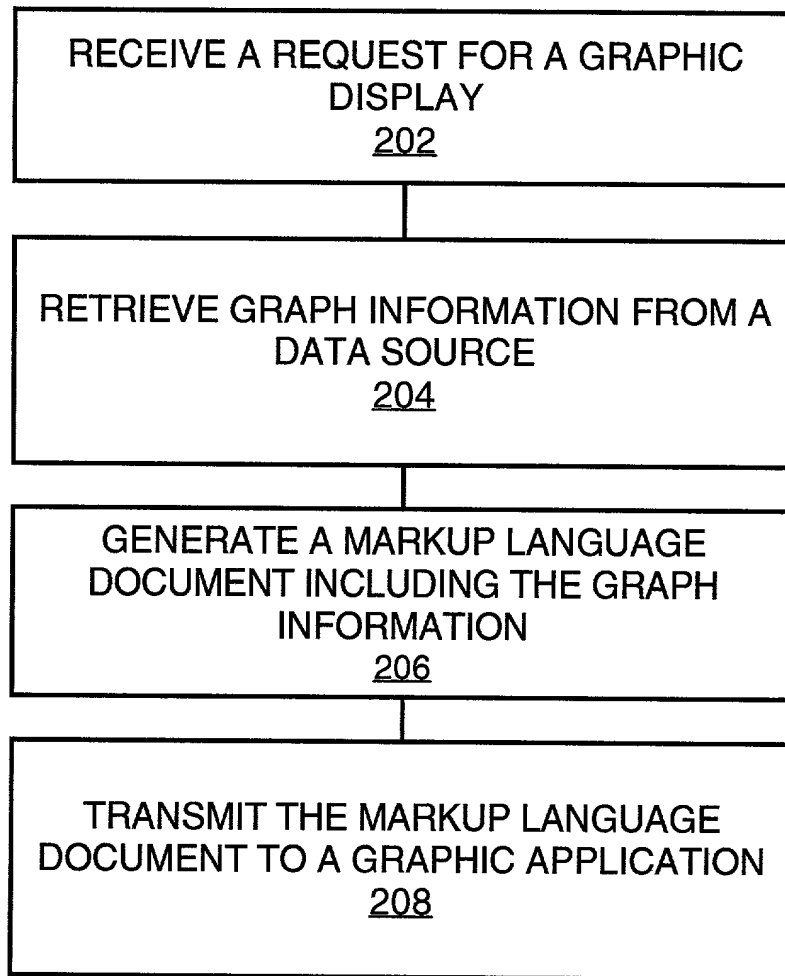 RECEIVE A REQUEST FOR A GRAPHIC
DISPLAY
202
RETRIEVE GRAPH INFORMATION FROM A
DATA SOURCE
204
GENERATE A MARKUP LANGUAGE
DOCUMENT INCLUDING THE GRAPH
INFORMATION
206
TRANSMIT THE MARKUP LANGUAGE
DOCUMENT TO A GRAPHIC APPLICATION
208